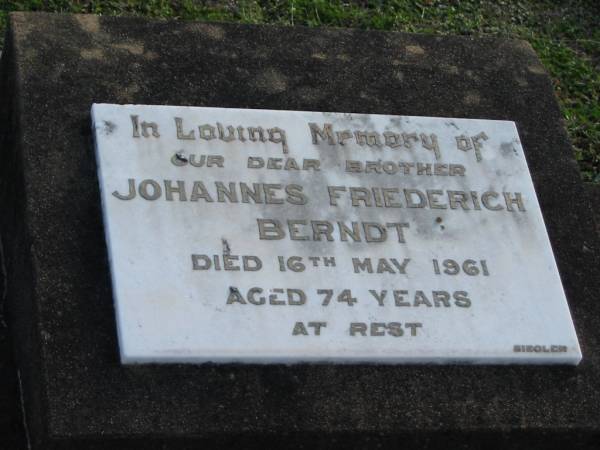 In Loving Memory of
OUR DEAR BROTHER
JOHANNES FRIEDERICH
BERNDT
DIED 16TH MAY 1961
AGED 74 YEARS
AT REST
SIEGLER